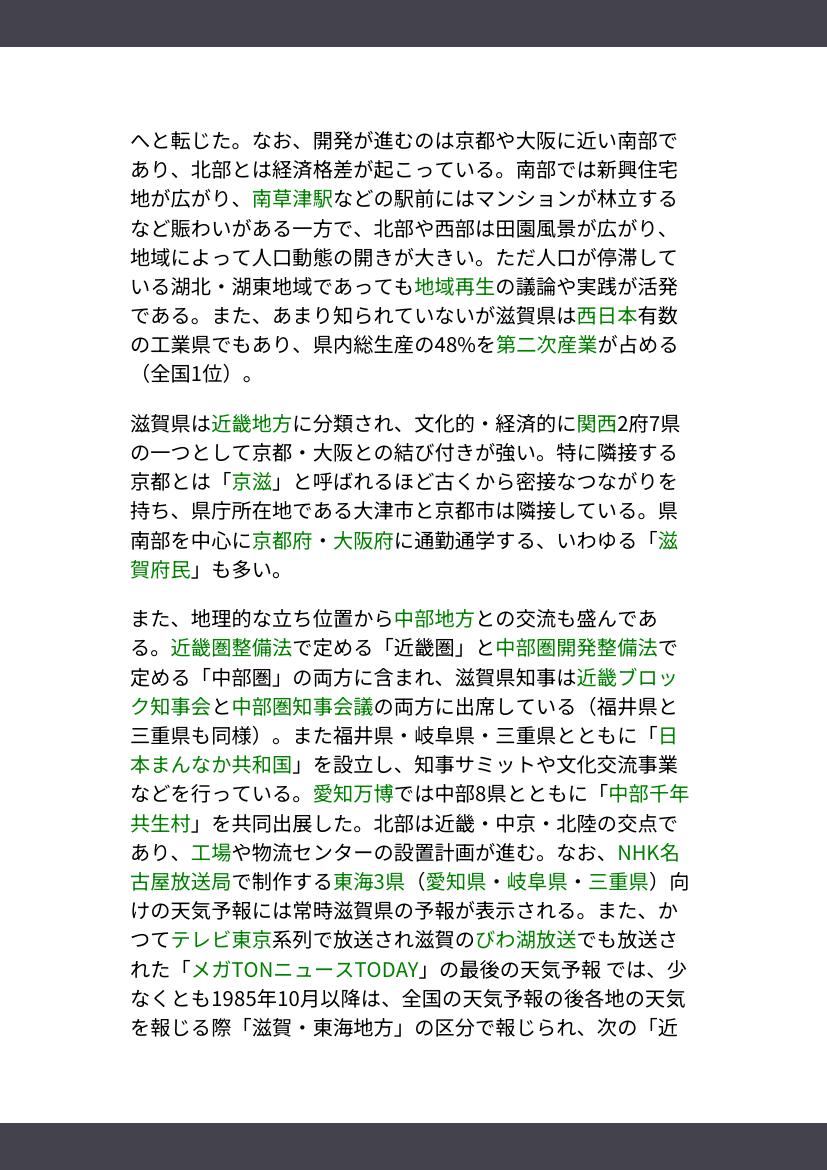 へと転じた。なお、開発が進むのは京都や大阪に近い南部で
あり、北部とは経済格差が起こっている。南部では新興住宅
地が広がり、南草津駅などの駅前にはマンションが林立する
など賑わいがある一方で、北部や西部は田園風景が広がり、
地域によって人口動態の開きが大きい。ただ人口が停滞して
いる湖北・湖東地域であっても地域再生の議論や実践が活発
である。また、あまり知られていないが滋賀県は西日本有数
の工業県でもあり、県内総生産の48%を第二次産業が占める
（全国1位）。
滋賀県は近畿地方に分類され、文化的・経済的に関西2府7県
の一つとして京都・大阪との結び付きが強い。特に隣接する
京都とは「京滋」と呼ばれるほど古くから密接なつながりを
持ち、県庁所在地である大津市と京都市は隣接している。県
南部を中心に京都府・大阪府に通勤通学する、いわゆる「滋
賀府民」も多い。
また、地理的な立ち位置から中部地方との交流も盛んであ
る。近畿圏整備法で定める「近畿圏」と中部圏開発整備法で
定める「中部圏」の両方に含まれ、滋賀県知事は近畿ブロッ
ク知事会と中部圏知事会議の両方に出席している（福井県と
三重県も同様）。また福井県・岐阜県・三重県とともに「日
本まんなか共和国」を設立し、知事サミットや文化交流事業
などを行っている。愛知万博では中部8県とともに「中部千年
共生村」を共同出展した。北部は近畿・中京・北陸の交点で
あり、工場や物流センターの設置計画が進む。なお、NHK名
古屋放送局で制作する東海3県（愛知県・岐阜県・三重県）向
けの天気予報には常時滋賀県の予報が表示される。また、か
つてテレビ東京系列で放送され滋賀のびわ湖放送でも放送さ
れた「メガTONニュースTODAY」の最後の天気予報 では、少
なくとも1985年10月以降は、全国の天気予報の後各地の天気
を報じる際「滋賀・東海地方」の区分で報じられ、次の「近